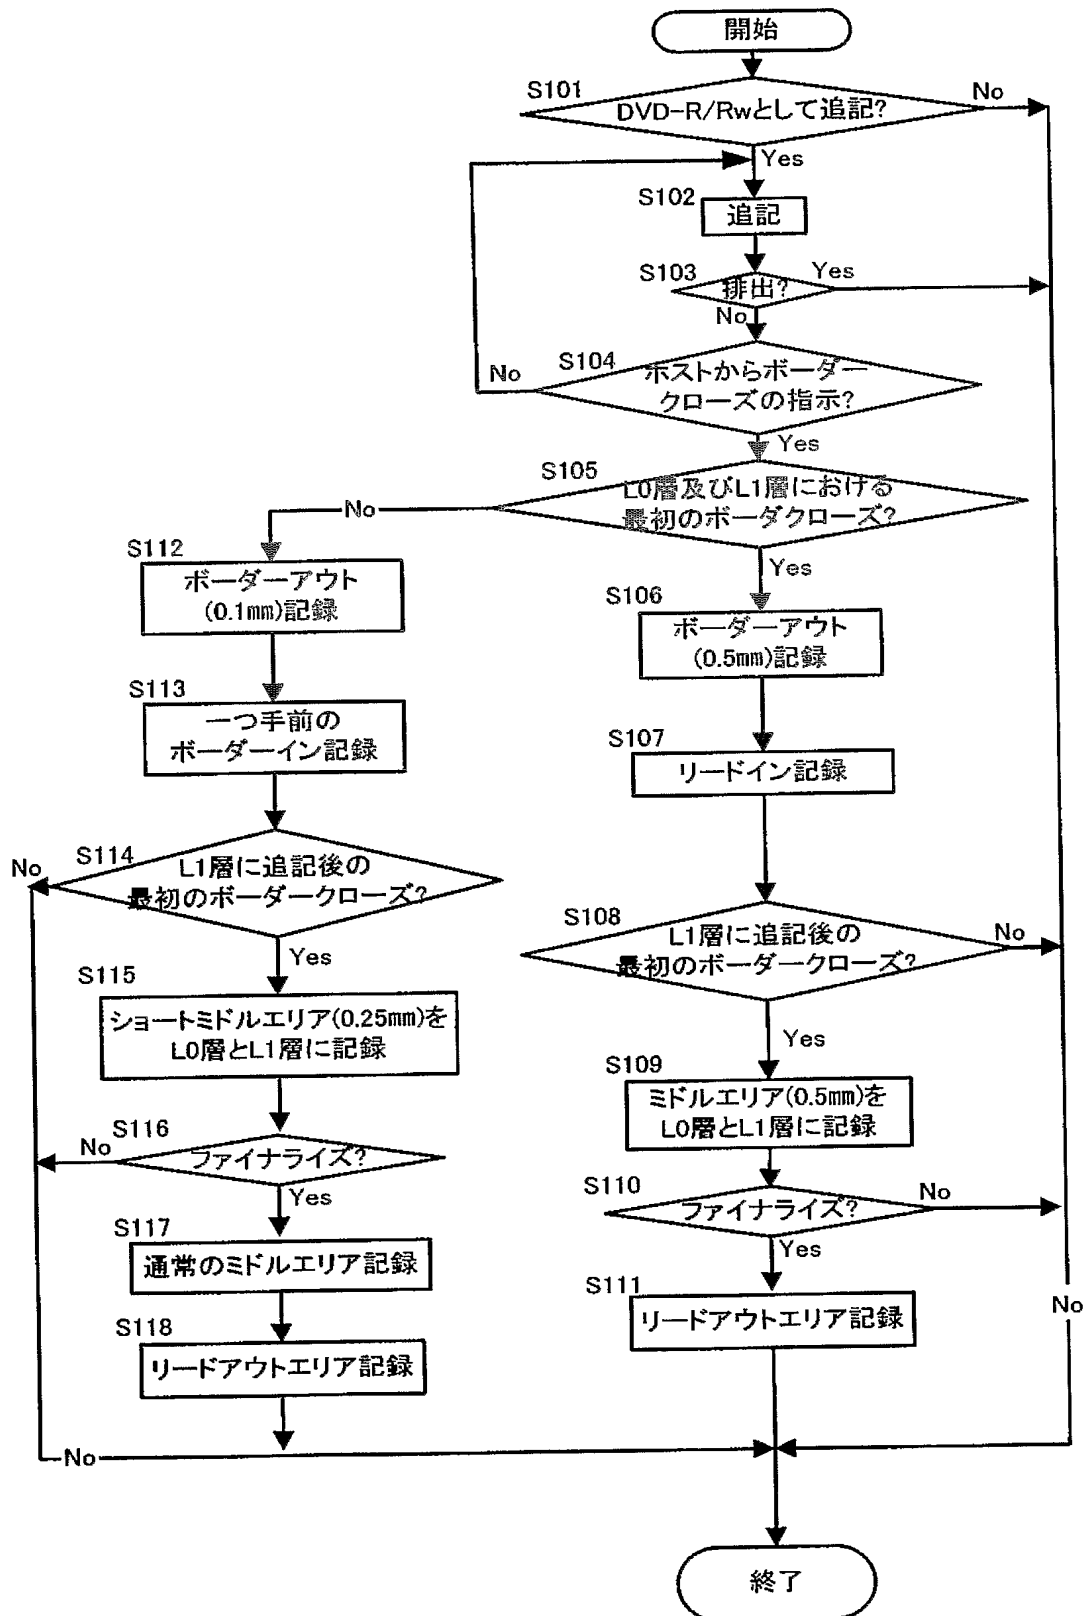 開始
S101
DVD-R/Rwとして追記?
No
Yes
S102
追記
S103
排出?
Yes
No
S104
ホストからボーダー
クローズの指示?
No
Yes
S105
L0層及びL1層における
最初のボーダクローズ?
No
Yes
S112
ボーダーアウト
(0.1mm)記録
S106
ボーダーアウト
(0.5mm)記録
S113
一つ手前の
ボーダーイン記録
S107
リードイン記録
S114
L1層に追記後の
最初のボーダークローズ?
No
Yes
S108
L1層に追記後の
最初のボーダークローズ?
No
Yes
S115
ショートミドルエリア(0.25mm)を
L0層とL1層に記録
S109
ミドルエリア(0.5mm)を
L0層とL1層に記録
S116
ファイナライズ?
No
Yes
S110
ファイナライズ?
No
Yes
S117
通常のミドルエリア記録
S111
リードアウトエリア記録
No
S118
リードアウトエリア記録
No
終了